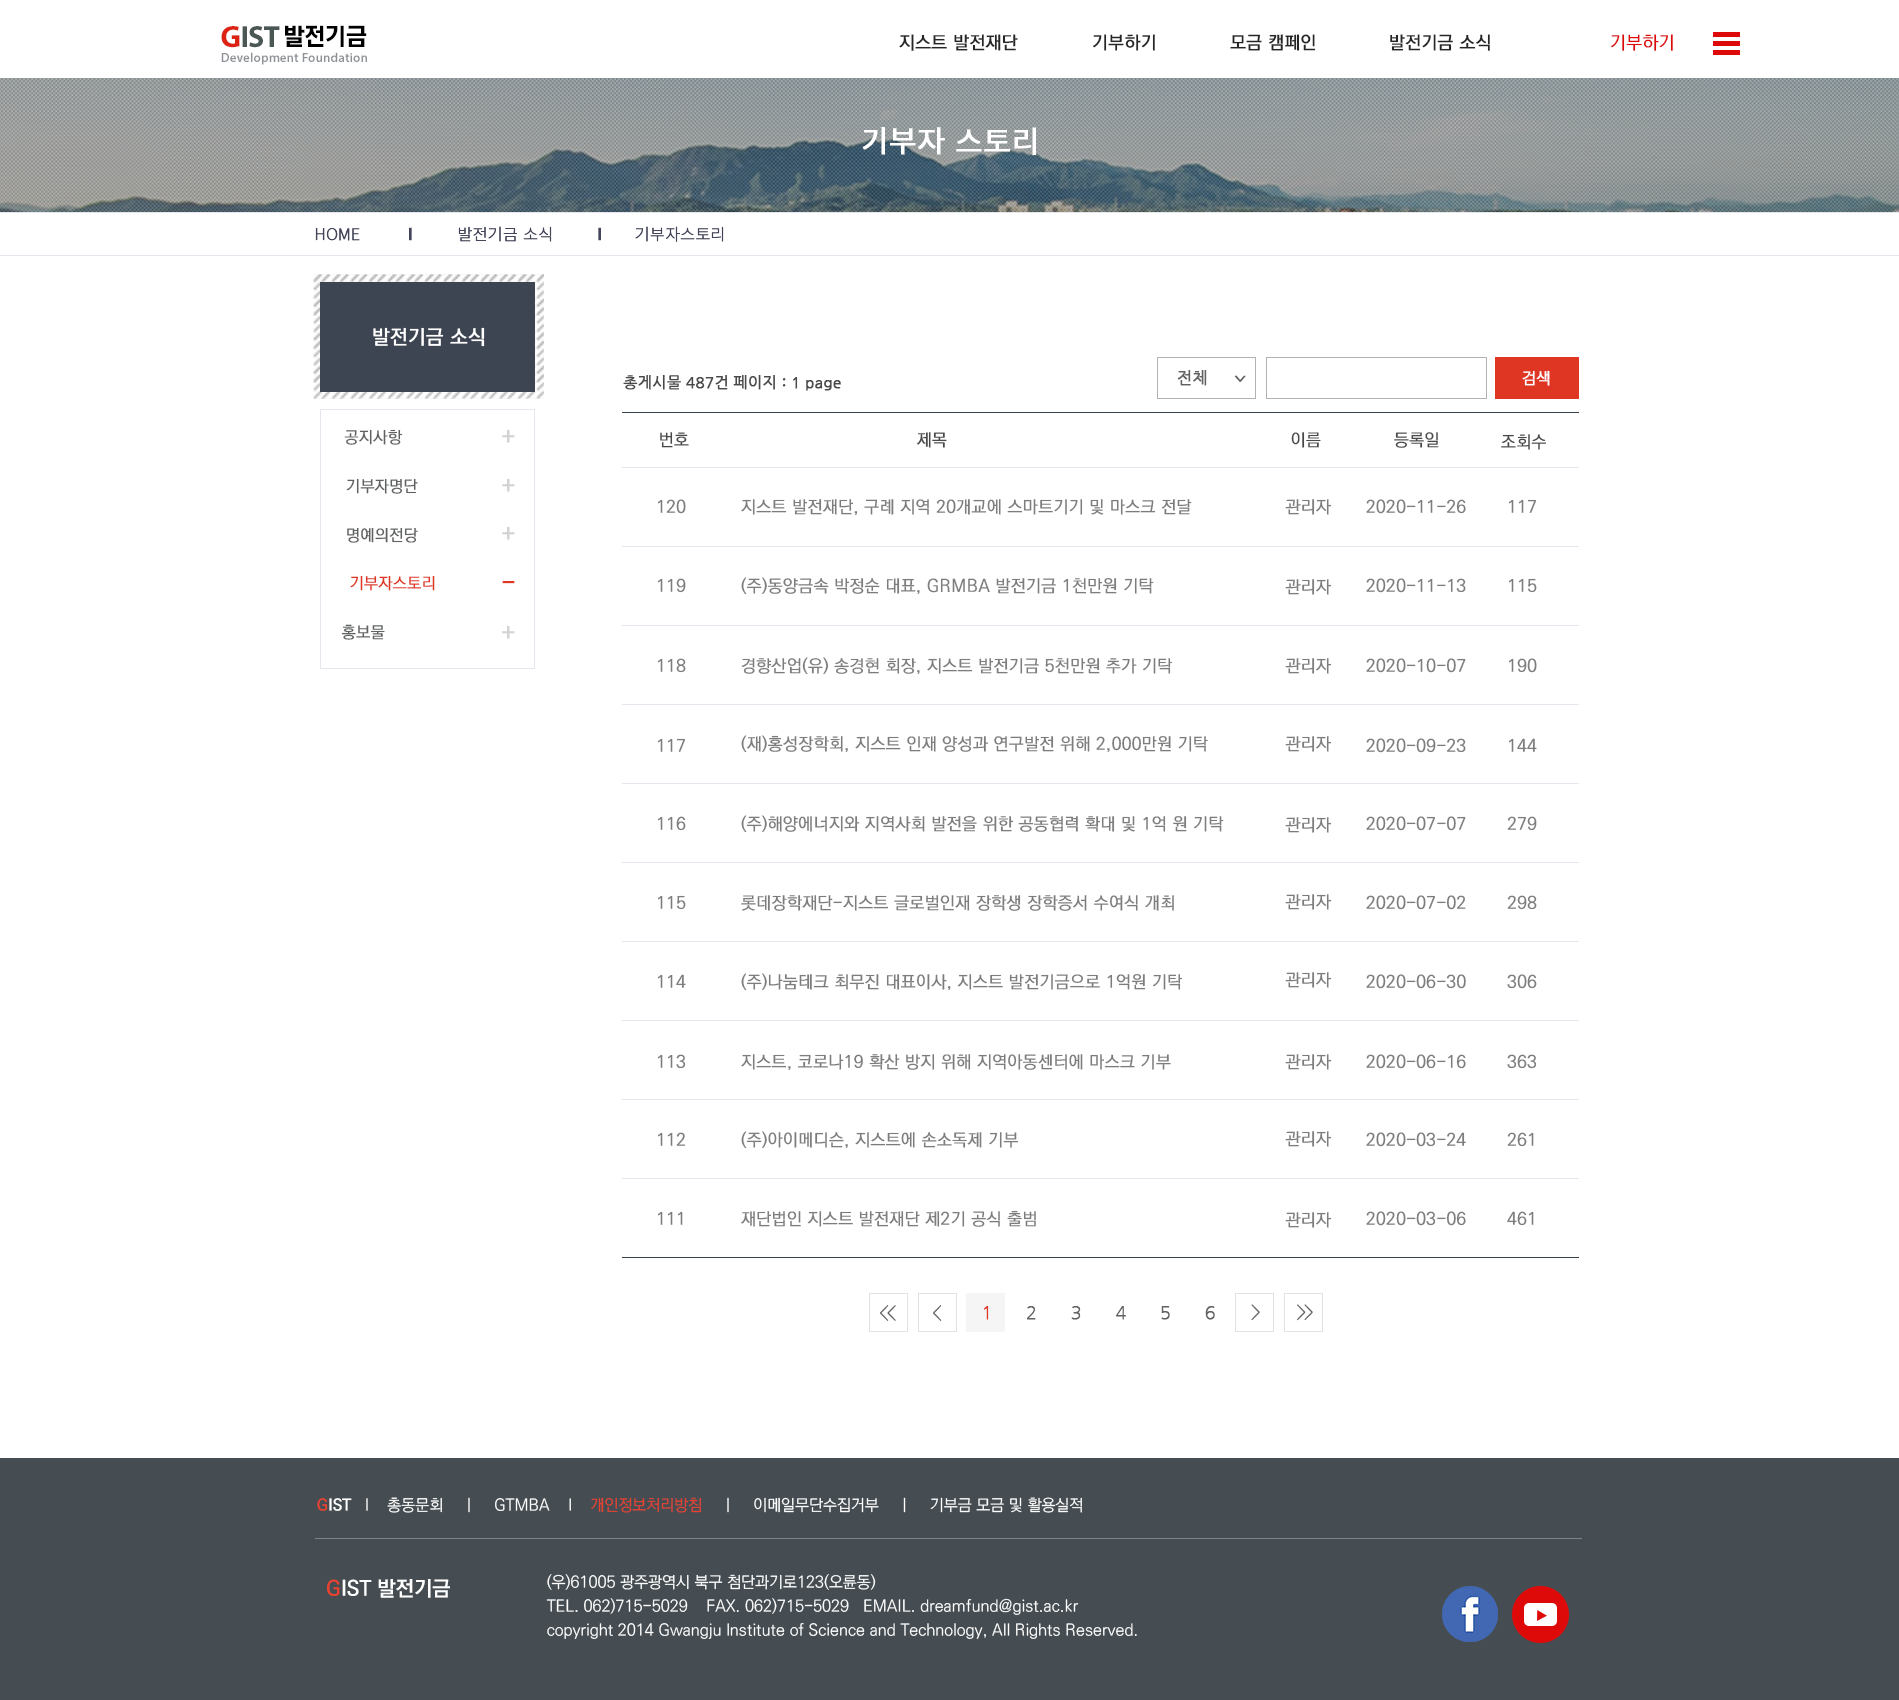 GIST 발전기금
Development Foundation
지스트 발전재단 기부하기 모금 캠페인 발전기금 소식 기부하기
기부자 스토리
HOME 발전기금 소식 기부자스토리
발전기금 소식
공지사항
기부자명단
명예의전당
기부자스토리
홍보물
총게시물 487건 페이지 : 1 page 전체 검색
번호 제목 이름 등록일 조회수
120 지스트 발전재단, 구례 지역 20개교에 스마트기기 및 마스크 전달 관리자 2020-11-26 117
119 (주)동양금속 박정순 대표, GRMBA 발전기금 1천만원 기탁 관리자 2020-11-13 115
118 경향산업(유) 송경현 회장, 지스트 발전기금 5천만원 추가 기탁 관리자 2020-10-07 190
117 (재)홍성장학회, 지스트 인재 양성과 연구발전 위해 2,000만원 기탁 관리자 2020-09-23 144
116 (주)해양에너지와 지역사회 발전을 위한 공동협력 확대 및 1억 원 기탁 관리자 2020-07-07 279
115 롯데장학재단-지스트 글로벌인재 장학생 장학증서 수여식 개최 관리자 2020-07-02 298
114 (주)나눔테크 최무진 대표이사, 지스트 발전기금으로 1억원 기탁 관리자 2020-06-30 306
113 지스트, 코로나19 확산 방지 위해 지역아동센터에 마스크 기부 관리자 2020-06-16 363
112 (주)아이메디슨, 지스트에 손소독제 기부 관리자 2020-03-24 261
111 재단법인 지스트 발전재단 제2기 공식 출범 관리자 2020-03-06 461
1 2 3 4 5 6
GIST | 총동문회 | GTMBA | 개인정보처리방침 | 이메일무단수집거부 | 기부금 모금 및 활용실적
GIST 발전기금
(우)61005 광주광역시 북구 첨단과기로123(오룡동)
TEL. 062)715-5029 FAX. 062)715-5029 EMAIL. dreamfund@gist.ac.kr
copyright 2014 Gwangju Institute of Science and Technology, All Rights Reserved.